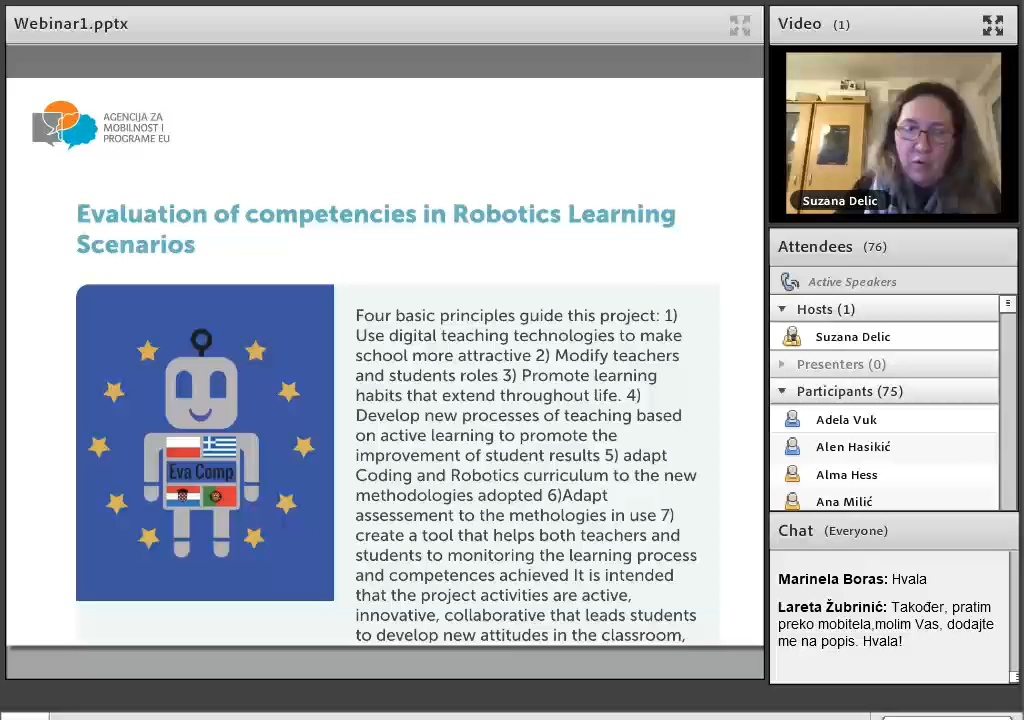 Webinar1.pptx
AGENCIJA ZA
MOBILNOST I
PROGRAME EU
Evaluation of competencies in Robotics Learning
Scenarios
Eva Comp
Four basic principles guide this project: 1)
Use digital teaching technologies to make
school more attractive 2) Modify teachers
and students roles 3) Promote learning
habits that extend throughout life. 4)
Develop new processes of teaching based
on active learning to promote the
improvement of student results 5) adapt
Coding and Robotics curriculum to the new
methodologies adopted 6)Adapt
assessement to the methologies in use 7)
create a tool that helps both teachers and
students to monitoring the learning process
and competences achieved It is intended
that the project activities are active,
innovative, collaborative that leads students
to develop new attitudes in the classroom,
Video (1)
Suzana Delic
Attendees (76)
Active Speakers
Hosts (1)
Suzana Delic
Presenters (0)
Participants (75)
Adela Vuk
Alen Hasikić
Alma Hess
Ana Milić
Chat (Everyone)
Marinela Boras: Hvala
Lareta Žubrinić: Također, pratim
preko mobitela,molim Vas, dodajte
me na popis. Hvala!